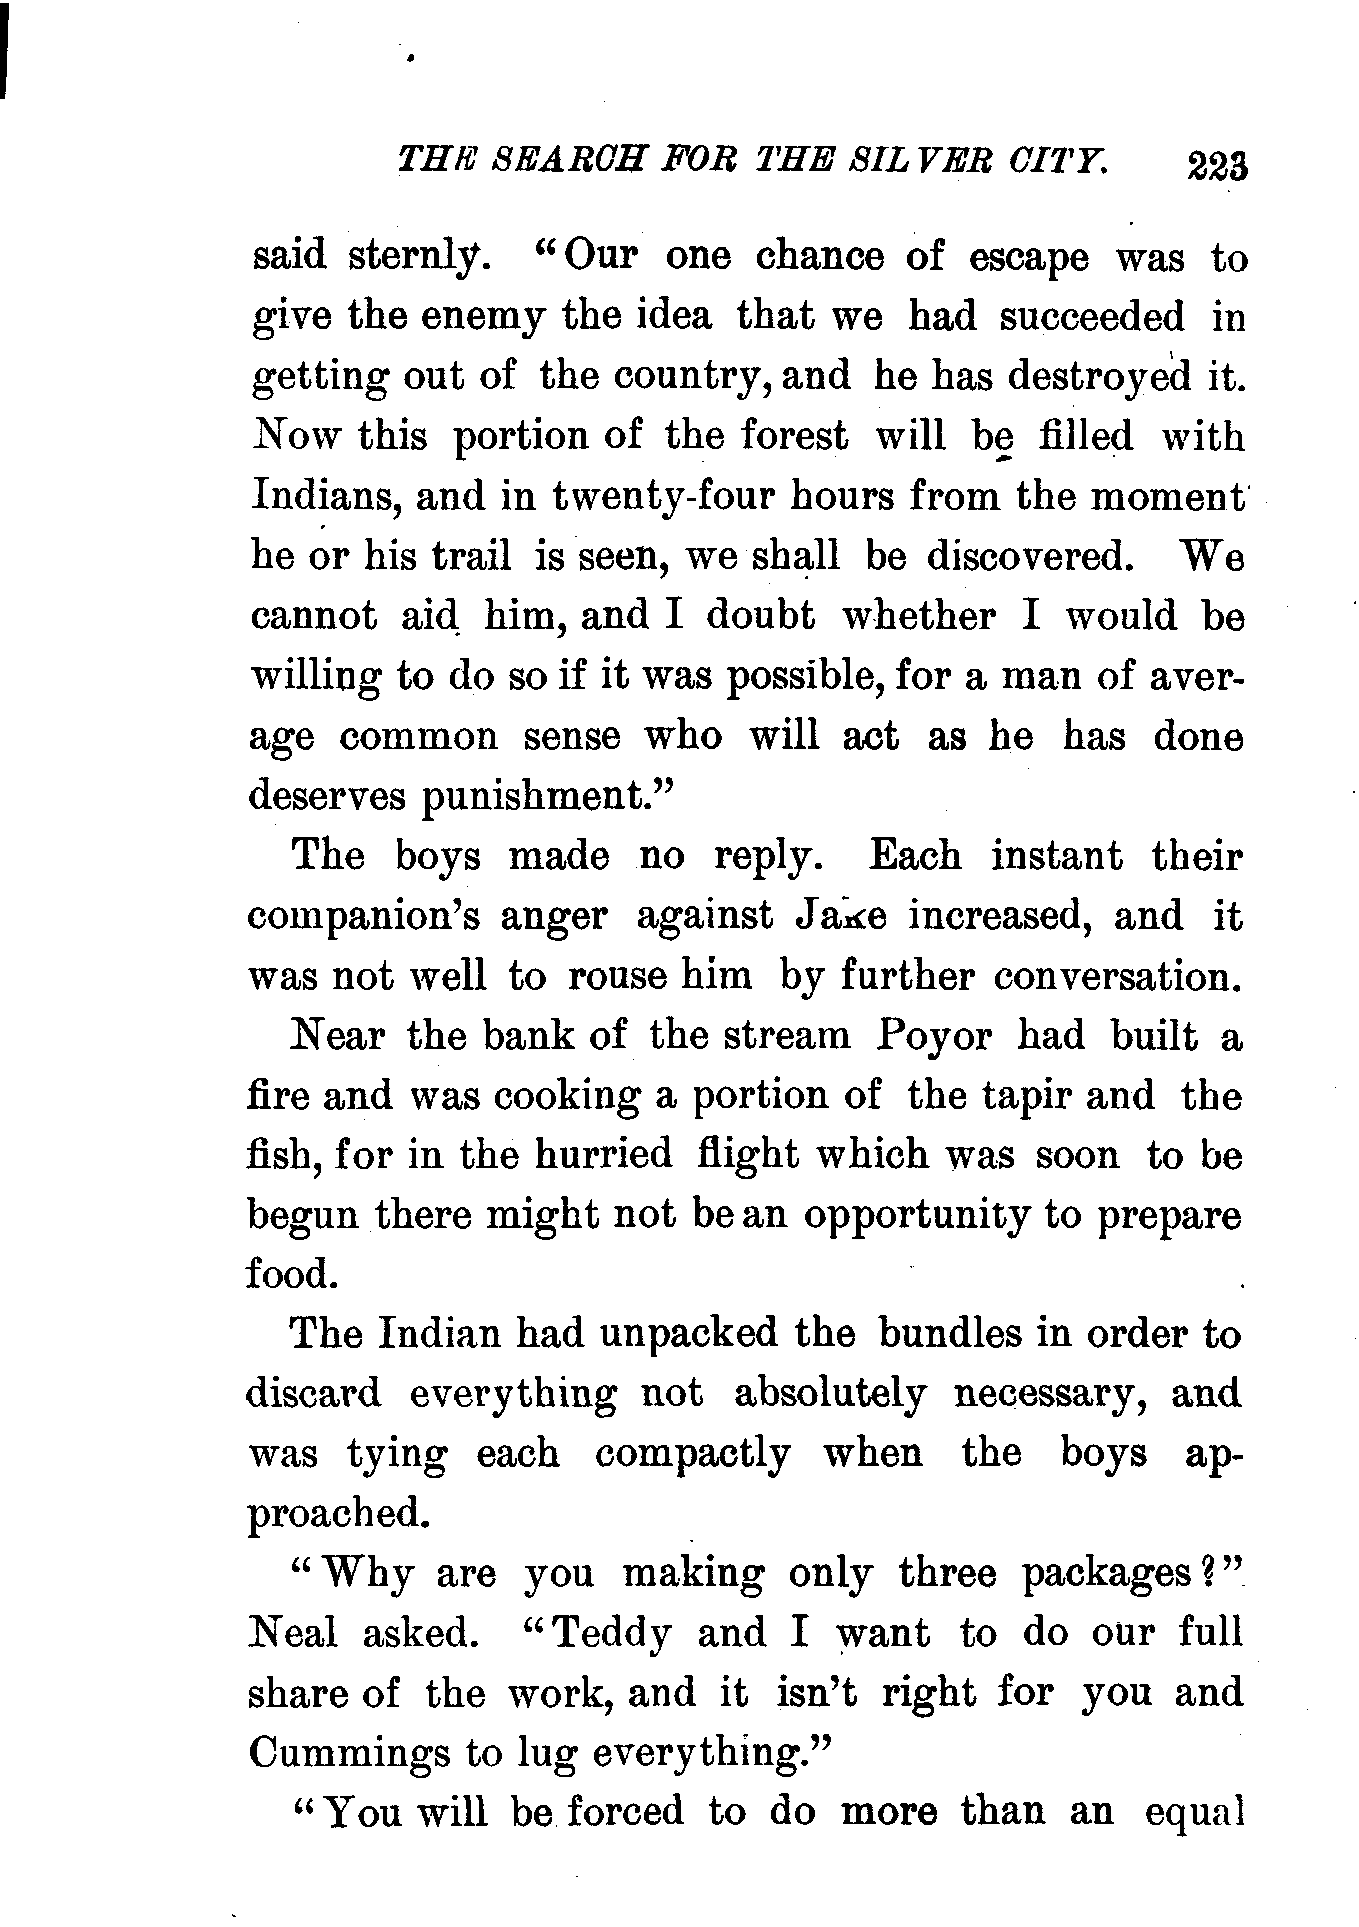 THE SEARCH FOR THE SILVER CITY. 223
said sternly. “Our one chance of escape was to
give the enemy the idea that we had succeeded in
getting out of the country, and he has destroyed it.
Now this portion of the forest will be filled with
Indians, and in twenty-four hours from the moment
he or his trail is seen, we shall be discovered. We
cannot aid him, and I doubt whether I would be
willing to do so if it was possible, for a man of aver-
age common sense who will act as he has done
deserves punishment.”
The boys made no reply. Each instant their
companion’s anger against Jake increased, and it
was not well to rouse him by further conversation.
Near the bank of the stream Poyor had built a
fire and was cooking a portion of the tapir and the
fish, for in the hurried flight which was soon to be
begun there might not be an opportunity to prepare
food.
The Indian had unpacked the bundles in order to
discard everything not absolutely necessary, and
was tying each compactly when the boys ap-
proached.
“Why are you making only three packages?”
Neal asked. “Teddy and I want to do our full
share of the work, and it isn’t right for you and
Cummings to lug everything.”
“You will be forced to do more than an equal